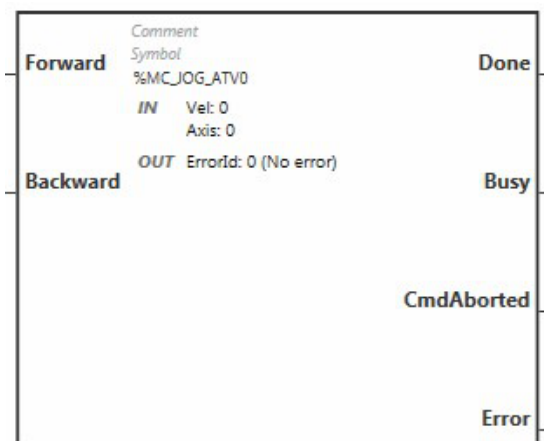 Comment
Forward
Symbol
Done
%MC_JOG_ATV0
IN Vel: 0
Axis: 0
OUT ErrorId: 0 (No error)
Backward
Busy
CmdAborted
Error